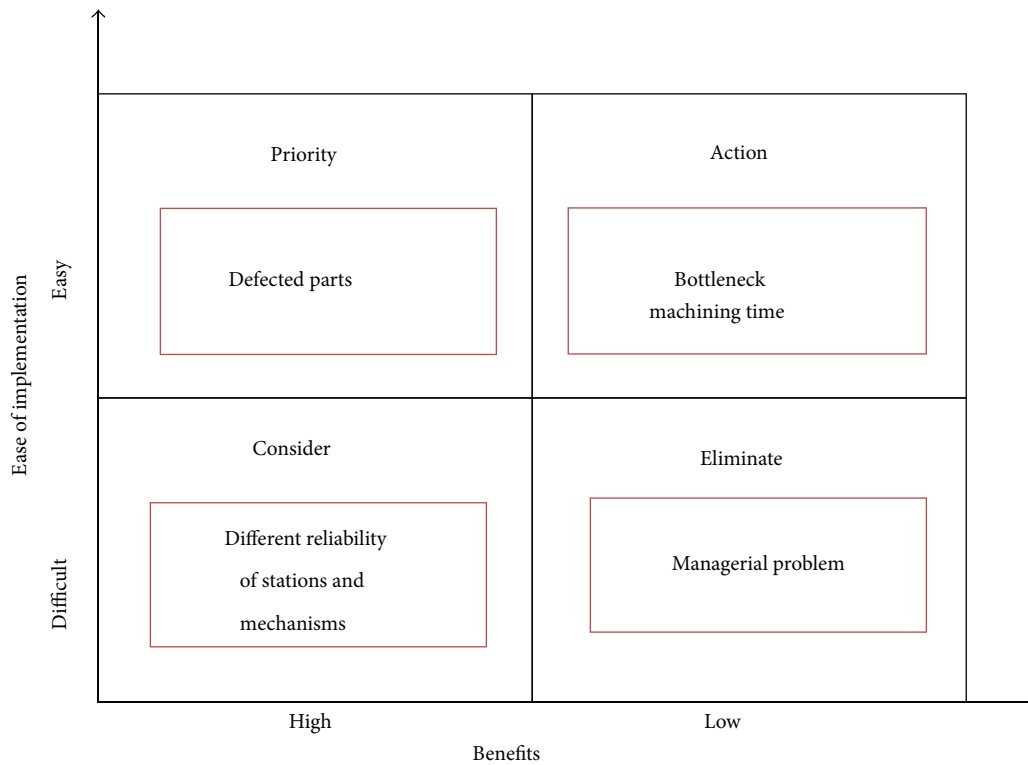 Priority
Action
Defected parts
Bottleneck
machining time
Ease of implementation
Easy
Consider
Eliminate
Different reliability
of stations and
mechanisms
Managerial problem
Difficult
High
Low
Benefits